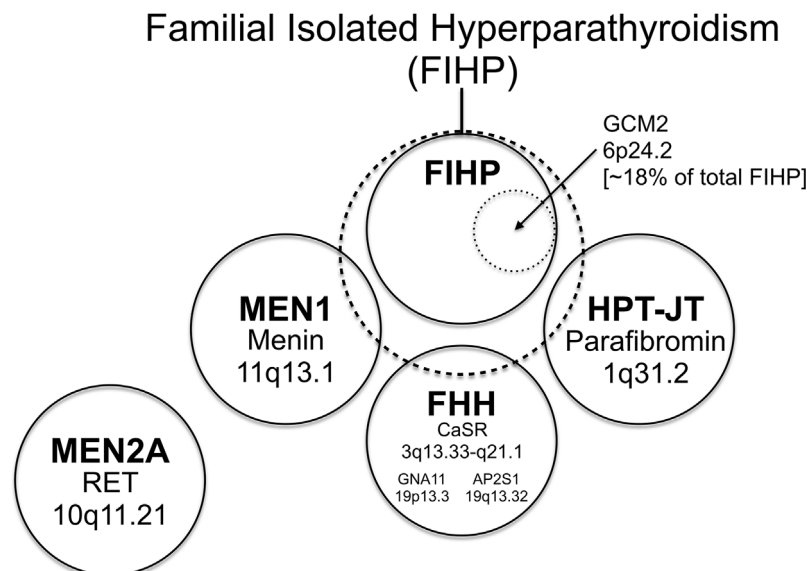 Familial Isolated Hyperparathyroidism
(FIHP)
GCM2
6p24.2
[~18% of total FIHP]
FIHP
MEN1
Menin
11q13.1
HPT-JT
Parafibromin
1q31.2
FHH
CaSR
3q13.33-q21.1
GNA11
19p13.3
AP2S1
19q13.32
MEN2A
RET
10q11.21